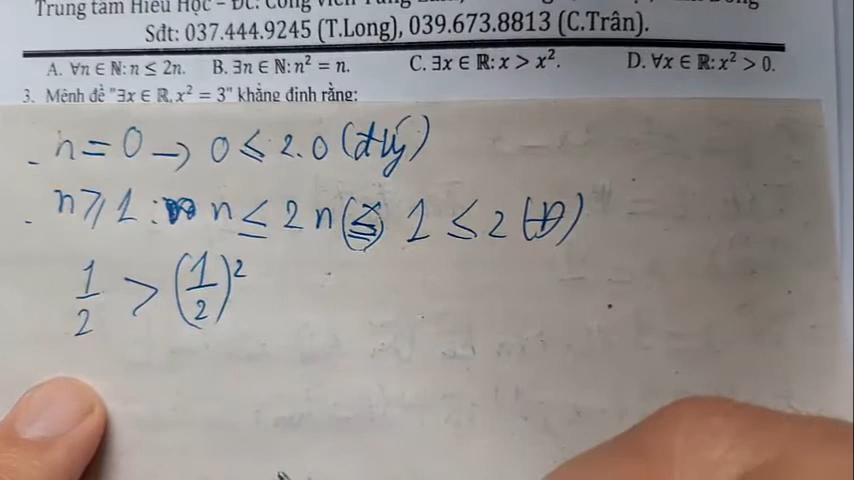 Trung tâm Hiếu Học – ĐC: Công viên
Sđt: 037.444.9245 (T.Long), 039.673.8813 (C.Trân).
A. ∀n ∈ ℕ: n ≤ 2n. B. ∃n ∈ ℕ: n² = n. C. ∃x ∈ ℝ: x > x². D. ∀x ∈ ℝ: x² > 0.
3. Mệnh đề "∃x ∈ ℝ, x² = 3" khẳng định rằng:
- n = 0 → 0 ≤ 2.0 (đ
- n ≥ 1: n ≤ 2n (≤) 1 ≤ 2 (Đ)
1/2 > (1/2)²